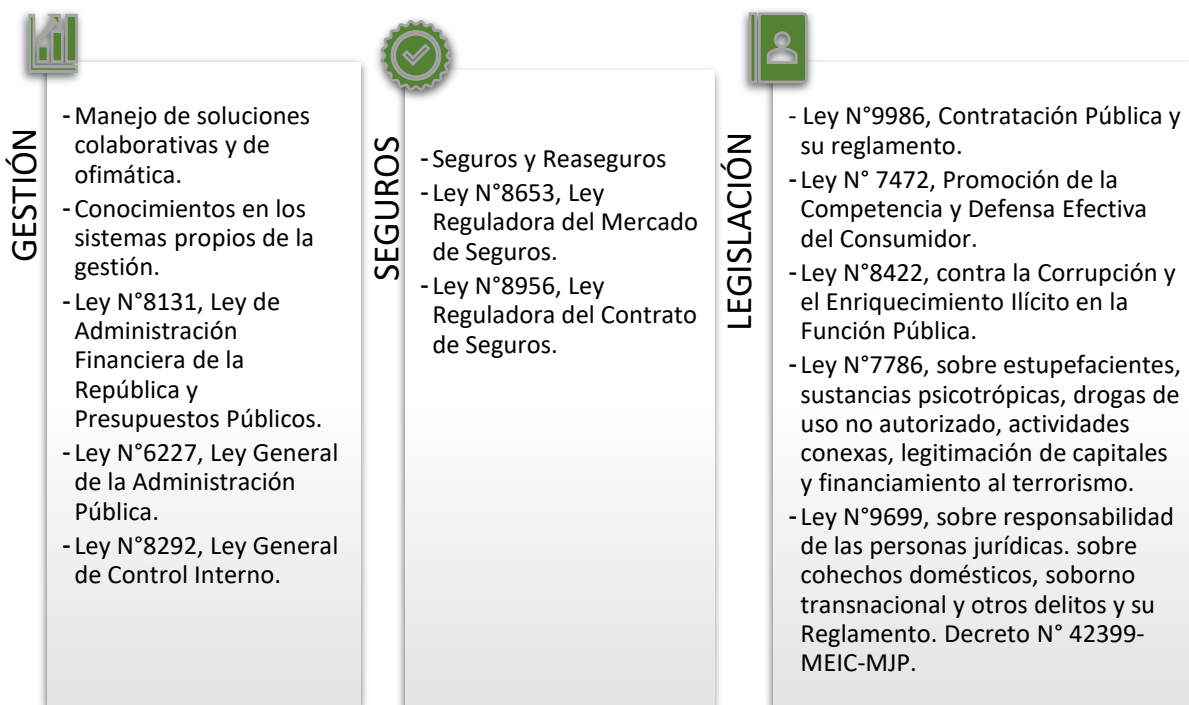 GESTIÓN
- Manejo de soluciones
colaborativas y de
ofimática.
- Conocimientos en los
sistemas propios de la
gestión.
- Ley N°8131, Ley de
Administración
Financiera de la
República y
Presupuestos Públicos.
- Ley N°6227, Ley General
de la Administración
Pública.
- Ley N°8292, Ley General
de Control Interno.
SEGUROS
- Seguros y Reaseguros
- Ley N°8653, Ley
Reguladora del Mercado
de Seguros.
- Ley N°8956, Ley
Reguladora del Contrato
de Seguros.
LEGISLACIÓN
- Ley N°9986, Contratación Pública y
su reglamento.
- Ley N° 7472, Promoción de la
Competencia y Defensa Efectiva
del Consumidor.
- Ley N°8422, contra la Corrupción y
el Enriquecimiento Ilícito en la
Función Pública.
- Ley N°7786, sobre estupefacientes,
sustancias psicotrópicas, drogas de
uso no autorizado, actividades
conexas, legitimación de capitales
y financiamiento al terrorismo.
- Ley N°9699, sobre responsabilidad
de las personas jurídicas. sobre
cohechos domésticos, soborno
transnacional y otros delitos y su
Reglamento. Decreto N° 42399-
MEIC-MJP.